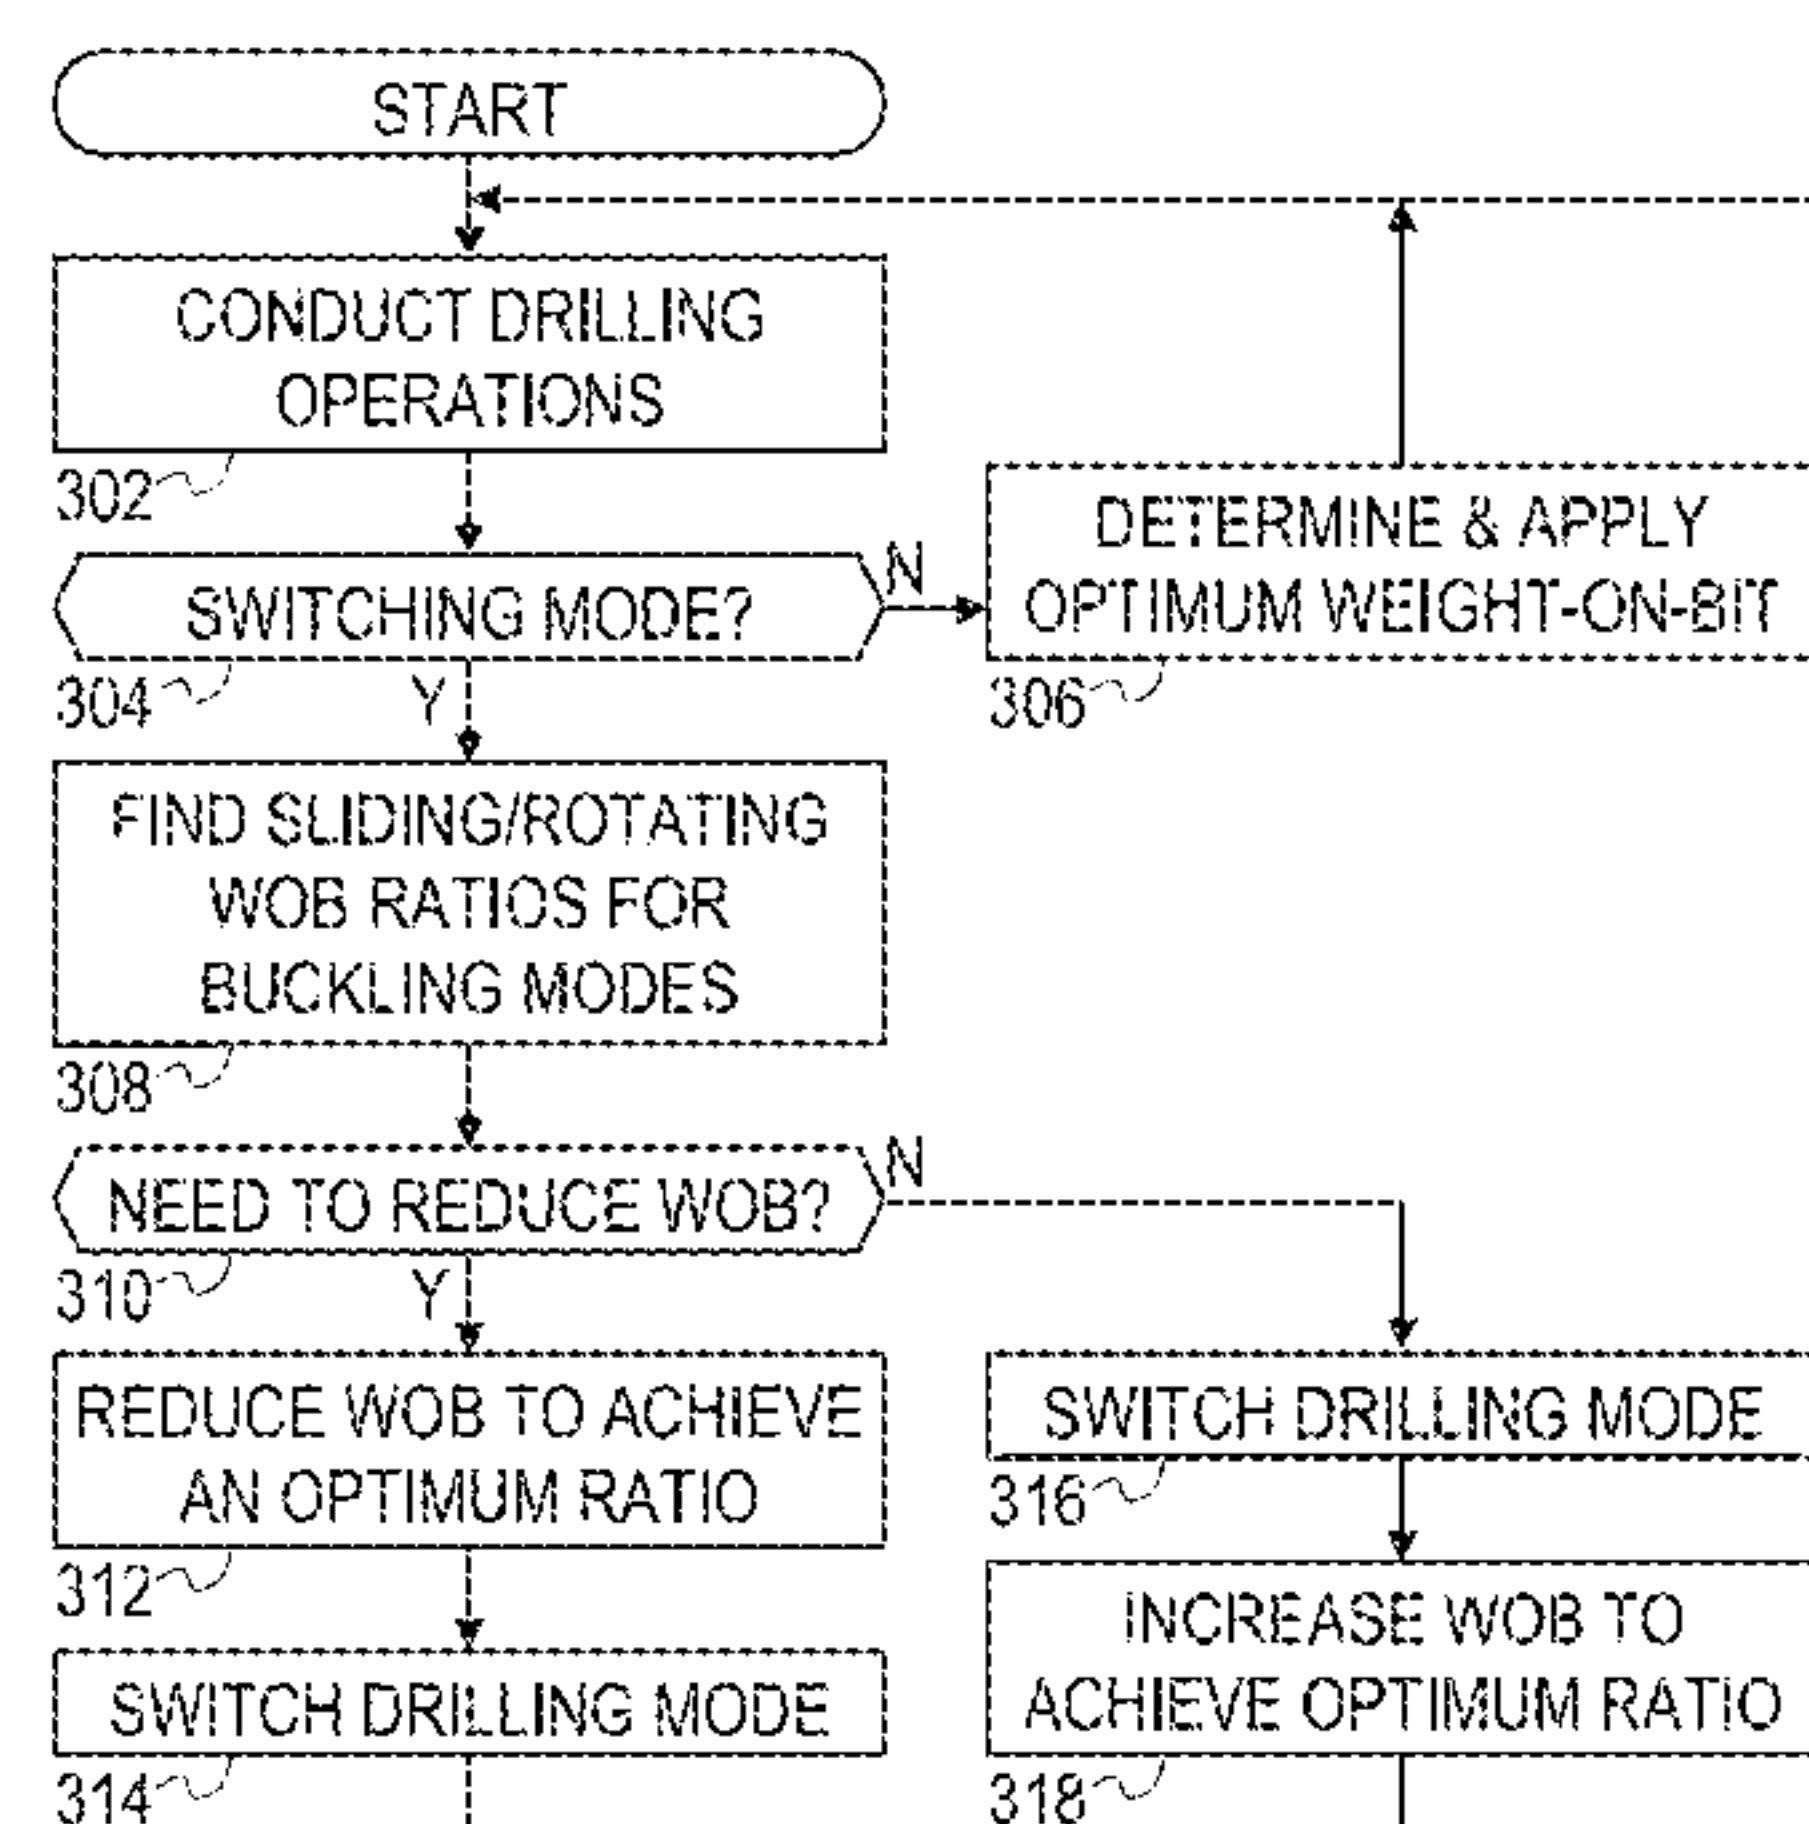 START
CONDUCT DRILLING
OPERATIONS
302
SWITCHING MODE?
N
304
Y
DETERMINE & APPLY
OPTIMUM WEIGHT-ON-BIT
306
FIND SLIDING/ROTATING
WOB RATIOS FOR
BUCKLING MODES
308
NEED TO REDUCE WOB?
N
310
Y
REDUCE WOB TO ACHIEVE
AN OPTIMUM RATIO
312
SWITCH DRILLING MODE
314
SWITCH DRILLING MODE
316
INCREASE WOB TO
ACHIEVE OPTIMUM RATIO
318